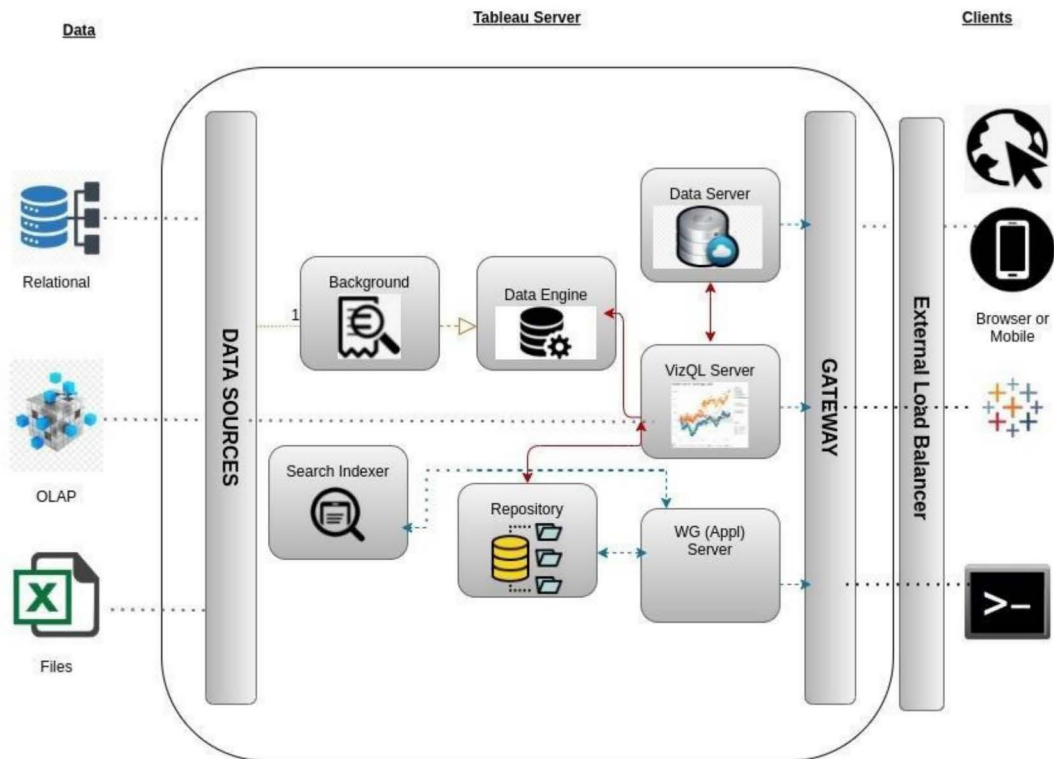 Tableau Server
Clients
Data
Relational
OLAP
Files
DATA SOURCES
1
Background
Data Engine
Data Server
VizQL Server
Search Indexer
Repository
WG (Appl)
Server
GATEWAY
External Load Balancer
Browser or
Mobile
>–